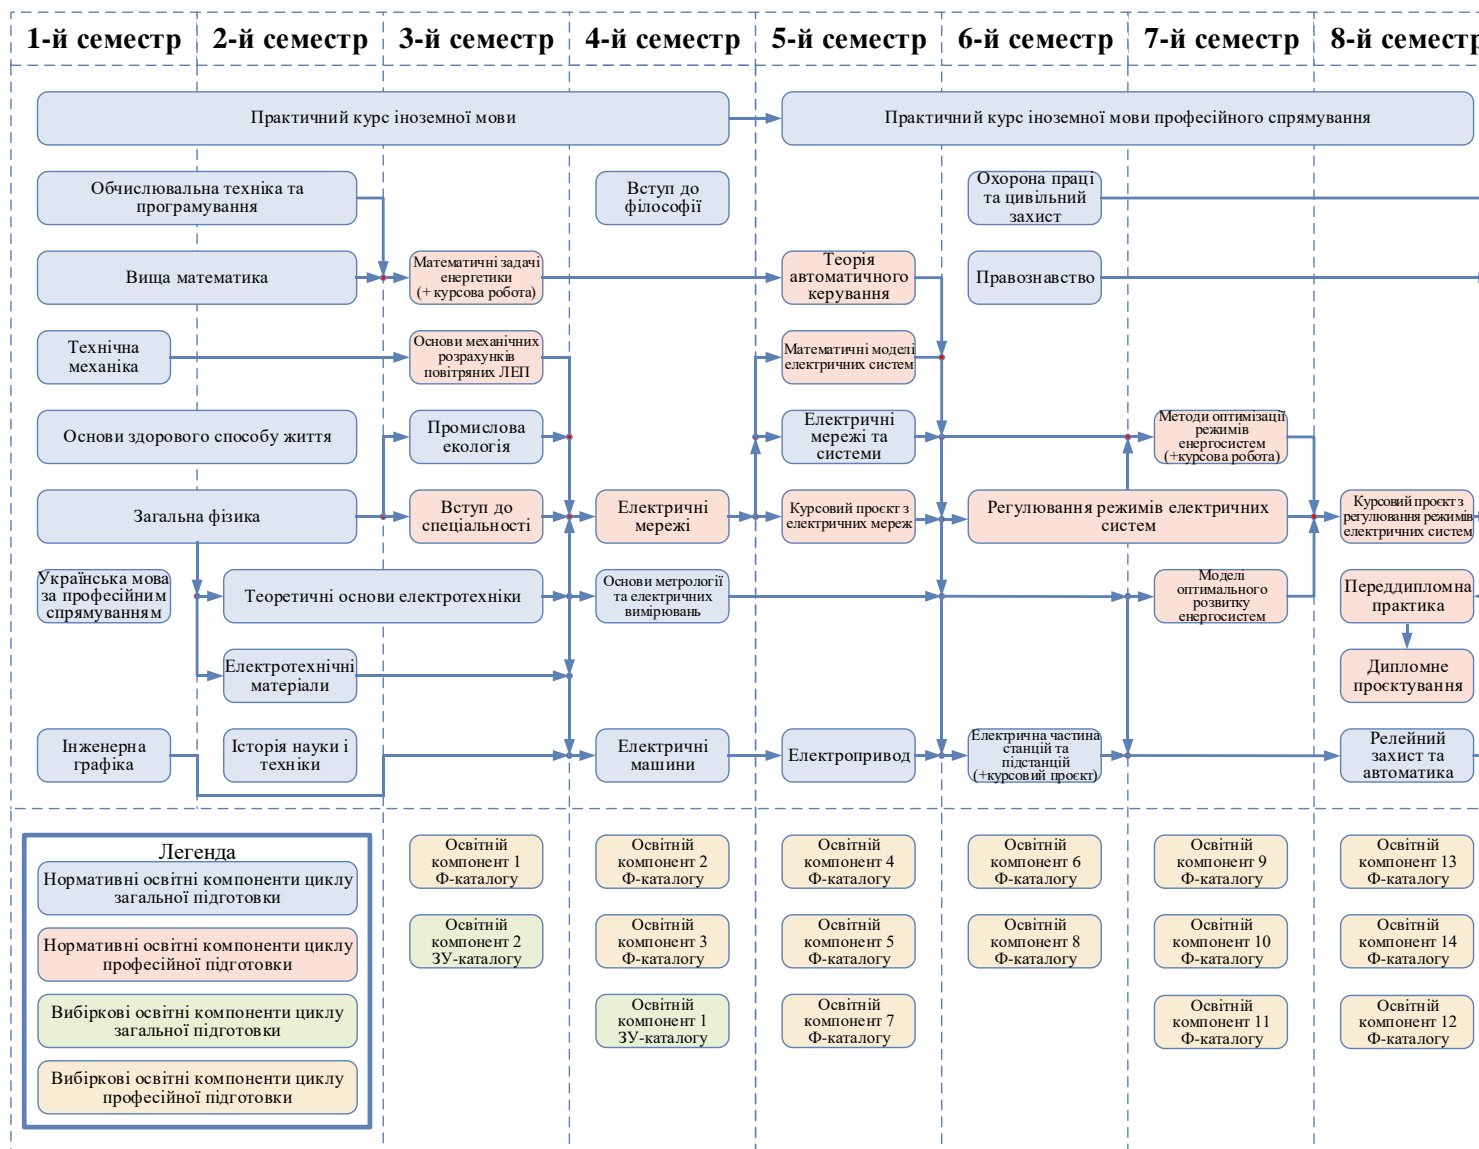 1-й семестр
2-й семестр
3-й семестр
4-й семестр
5-й семестр
6-й семестр
7-й семестр
8-й семестр
Практичний курс іноземної мови
Практичний курс іноземної мови професійного спрямування
Обчислювальна техніка та
програмування
Вступ до
філософії
Охорона праці
та цивільний
захист
Вища математика
Математичні задачі
енергетики
(+ курсова робота)
Теорія
автоматичного
керування
Правознавство
Технічна
механіка
Основи механічних
розрахунків
повітряних ЛЕП
Математичні моделі
електричних систем
Основи здорового способу життя
Промислова
екологія
Електричні
мережі та
системи
Методи оптимізації
режимів
енергосистем
(+курсова робота)
Загальна фізика
Вступ до
спеціальності
Електричні
мережі
Курсовий проєкт з
електричних мереж
Регулювання режимів електричних
систем
Курсовий проєкт з
регулювання режимів
електричних систем
Українська мова
за професійним
спрямуванням
Теоретичні основи електротехніки
Основи метрології
та електричних
вимірювань
Моделі
оптимального
розвитку
енергосистем
Переддипломна
практика
Електротехнічні
матеріали
Дипломне
проєктування
Інженерна
графіка
Історія науки і
техніки
Електричні
машини
Електропривод
Електрична частина
станцій та
підстанцій
(+курсовий проєкт)
Релейний
захист та
автоматика
Легенда
Нормативні освітні компоненти циклу
загальної підготовки
Нормативні освітні компоненти циклу
професійної підготовки
Вибіркові освітні компоненти циклу
загальної підготовки
Вибіркові освітні компоненти циклу
професійної підготовки
Освітній
компонент 1
Ф-каталогу
Освітній
компонент 2
Ф-каталогу
Освітній
компонент 4
Ф-каталогу
Освітній
компонент 6
Ф-каталогу
Освітній
компонент 9
Ф-каталогу
Освітній
компонент 13
Ф-каталогу
Освітній
компонент 2
ЗУ-каталогу
Освітній
компонент 3
Ф-каталогу
Освітній
компонент 5
Ф-каталогу
Освітній
компонент 8
Ф-каталогу
Освітній
компонент 10
Ф-каталогу
Освітній
компонент 14
Ф-каталогу
Освітній
компонент 1
ЗУ-каталогу
Освітній
компонент 7
Ф-каталогу
Освітній
компонент 11
Ф-каталогу
Освітній
компонент 12
Ф-каталогу